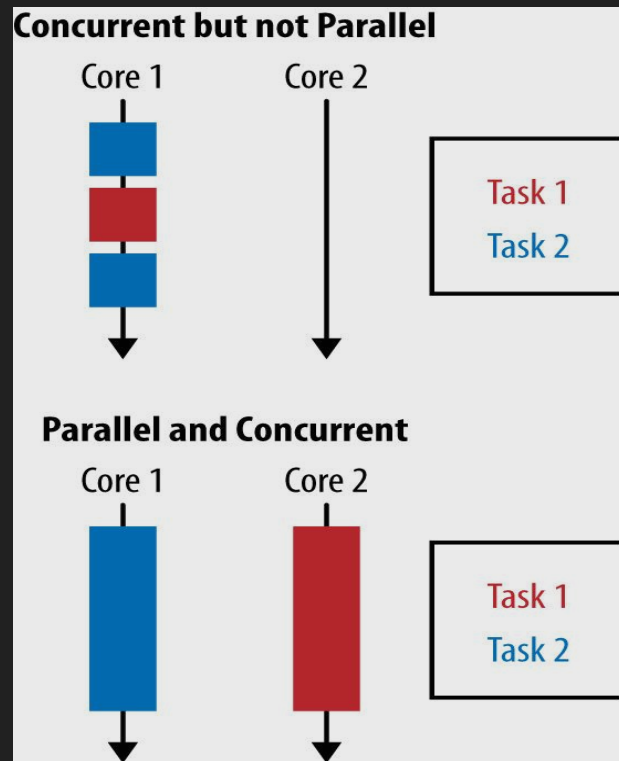 Concurrent but not Parallel
Core 1 Core 2
Task 1
Task 2
Parallel and Concurrent
Core 1 Core 2
Task 1
Task 2